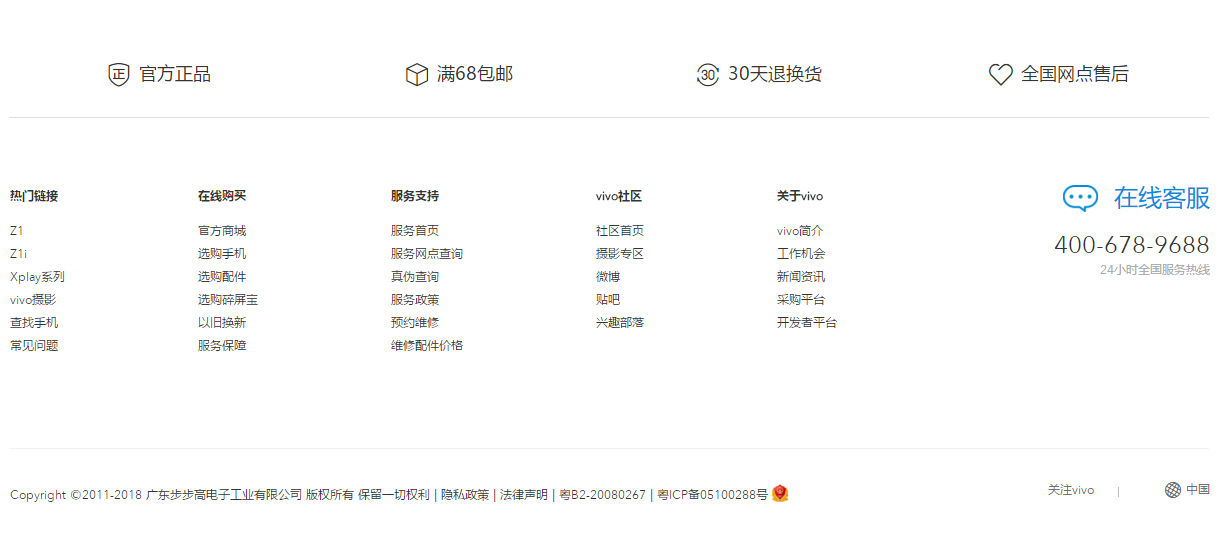 正 官方正品
满68包邮
30 30天退换货
全国网点售后
热门链接
Z1
Z1i
Xplay系列
vivo摄影
查找手机
常见问题
在线购买
官方商城
选购手机
选购配件
选购碎屏宝
以旧换新
服务保障
服务支持
服务首页
服务网点查询
真伪查询
服务政策
预约维修
维修配件价格
vivo社区
社区首页
摄影专区
微博
贴吧
兴趣部落
关于vivo
vivo简介
工作机会
新闻资讯
采购平台
开发者平台
在线客服
400-678-9688
24小时全国服务热线
Copyright ©2011-2018 广东步步高电子工业有限公司 版权所有 保留一切权利 | 隐私政策 | 法律声明 | 粤B2-20080267 | 粤ICP备05100288号
关注vivo | 中国